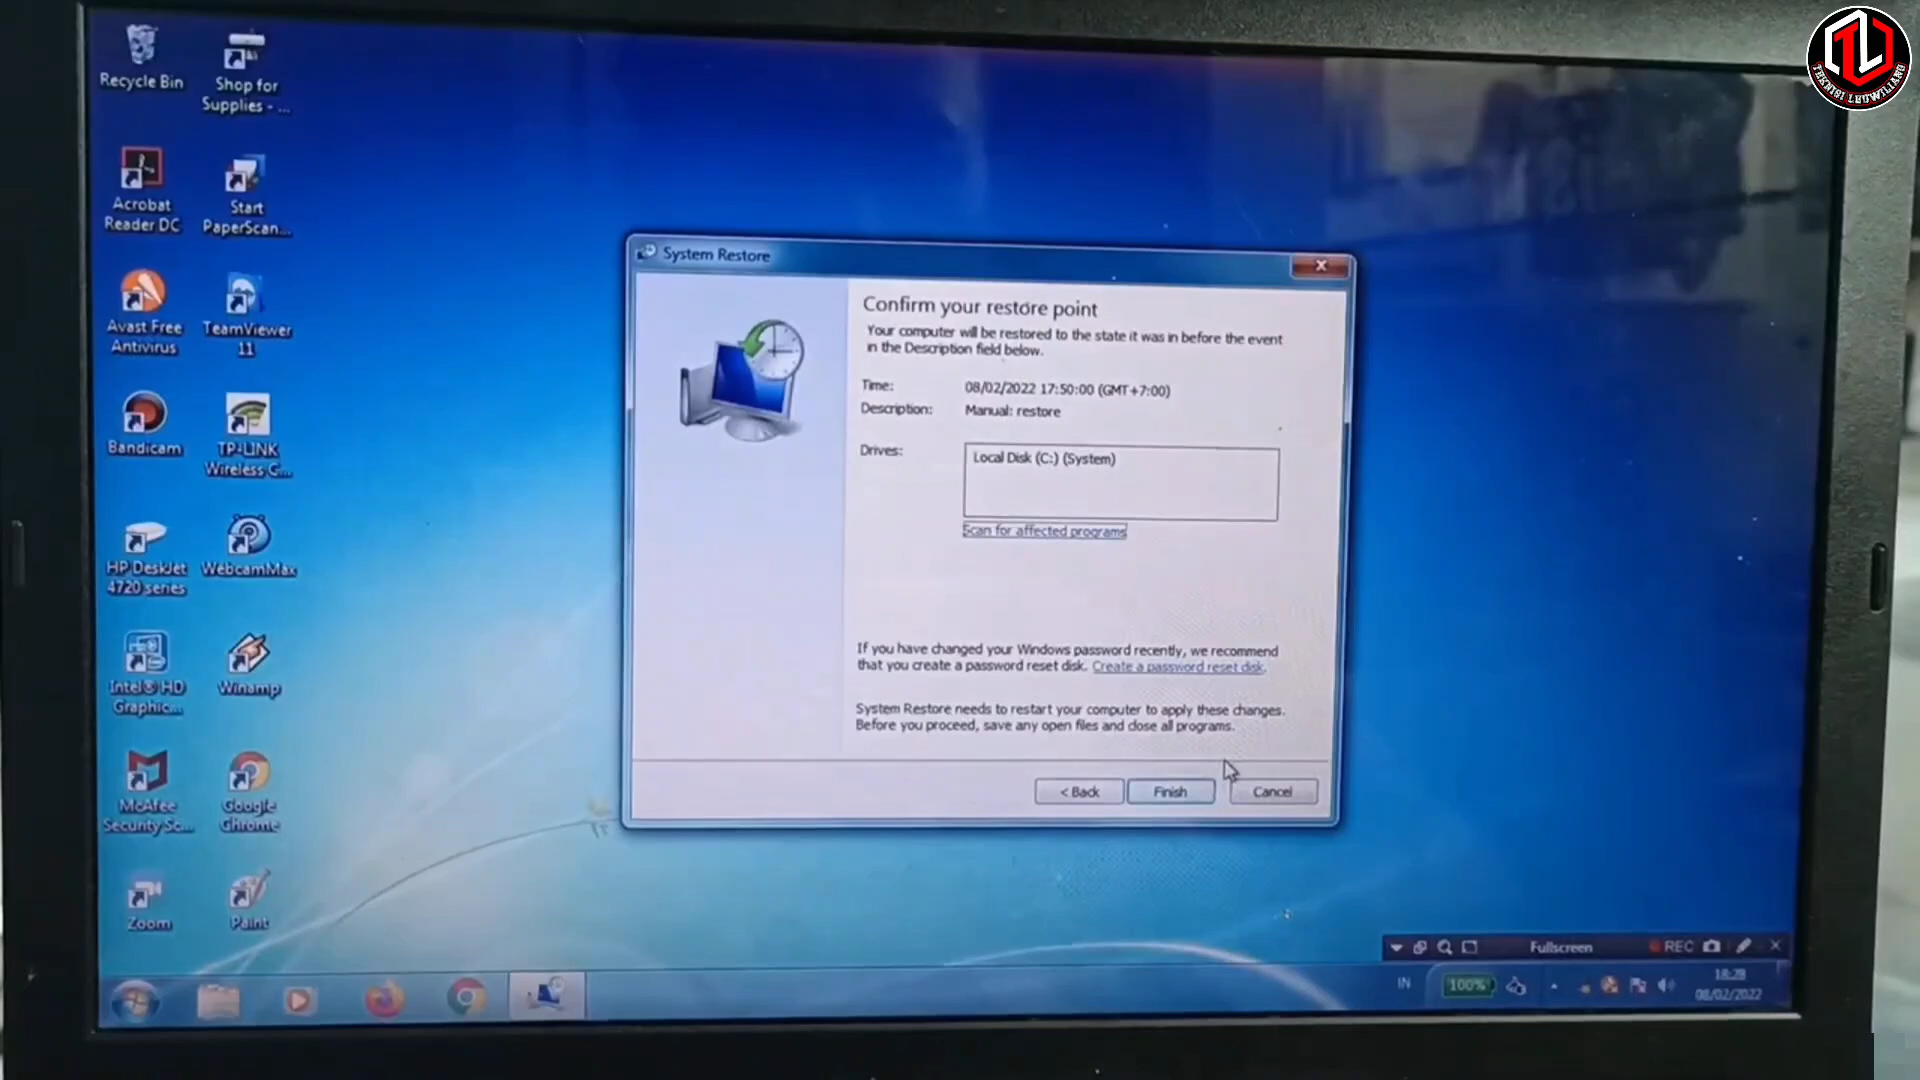 TEKNISI LEUWILIANG
Recycle Bin
Shop for
Supplies - ...
Acrobat
Reader DC
Start
PaperScan...
Avast Free
Antivirus
TeamViewer
11
Bandicam
TP-LINK
Wireless C...
HP DeskJet
4720 series
WebcamMax
Intel® HD
Graphic...
Winamp
McAfee
Security Sc...
Google
Chrome
Zoom
Paint
System Restore
Confirm your restore point
Your computer will be restored to the state it was in before the event
in the Description field below.
Time: 08/02/2022 17:50:00 (GMT+7:00)
Description: Manual: restore
Drives: Local Disk (C:) (System)
Scan for affected programs
If you have changed your Windows password recently, we recommend
that you create a password reset disk. Create a password reset disk.
System Restore needs to restart your computer to apply these changes.
Before you proceed, save any open files and close all programs.
< Back
Finish
Cancel
Fullscreen
REC
IN
100%
18:28
08/02/2022